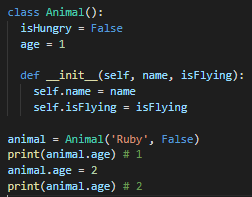 class Animal():
  isHungry = False
  age = 1

  def __init__(self, name, isFlying):
    self.name = name
    self.isFlying = isFlying

animal = Animal('Ruby', False)
print(animal.age) # 1
animal.age = 2
print(animal.age) # 2